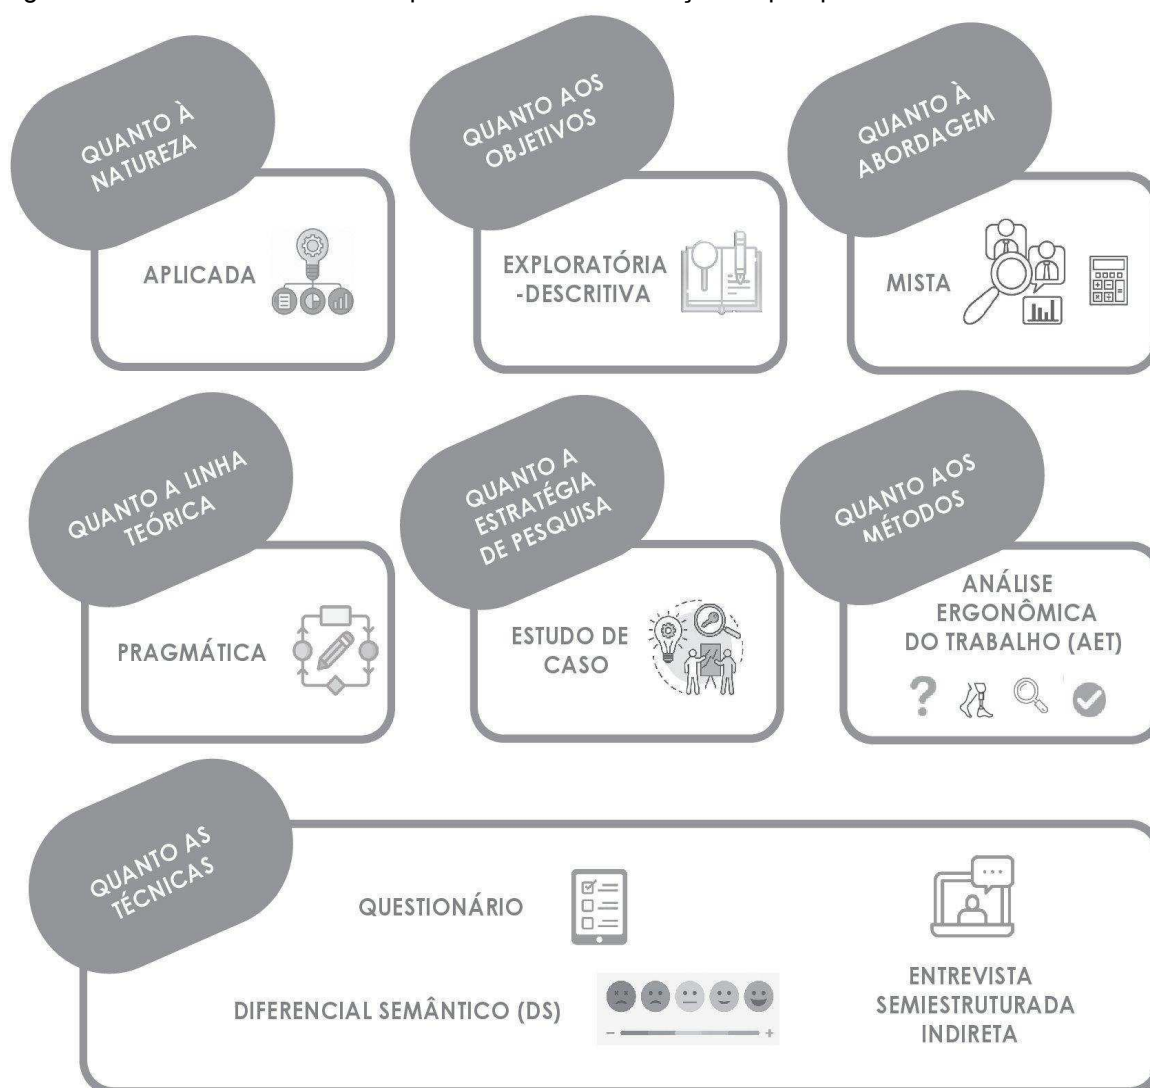 QUANTO À
NATUREZA
APLICADA
QUANTO AOS
OBJETIVOS
EXPLORATÓRIA
-DESCRITIVA
QUANTO À
ABORDAGEM
MISTA
QUANTO A LINHA
TEÓRICA
PRAGMÁTICA
QUANTO A
ESTRATÉGIA
DE PESQUISA
ESTUDO DE
CASO
QUANTO AOS
MÉTODOS
ANÁLISE
ERGONÔMICA
DO TRABALHO (AET)
?
QUANTO AS
TÉCNICAS
QUESTIONÁRIO
DIFERENCIAL SEMÂNTICO (DS)
- +
ENTREVISTA
SEMIESTRUTURADA
INDIRETA